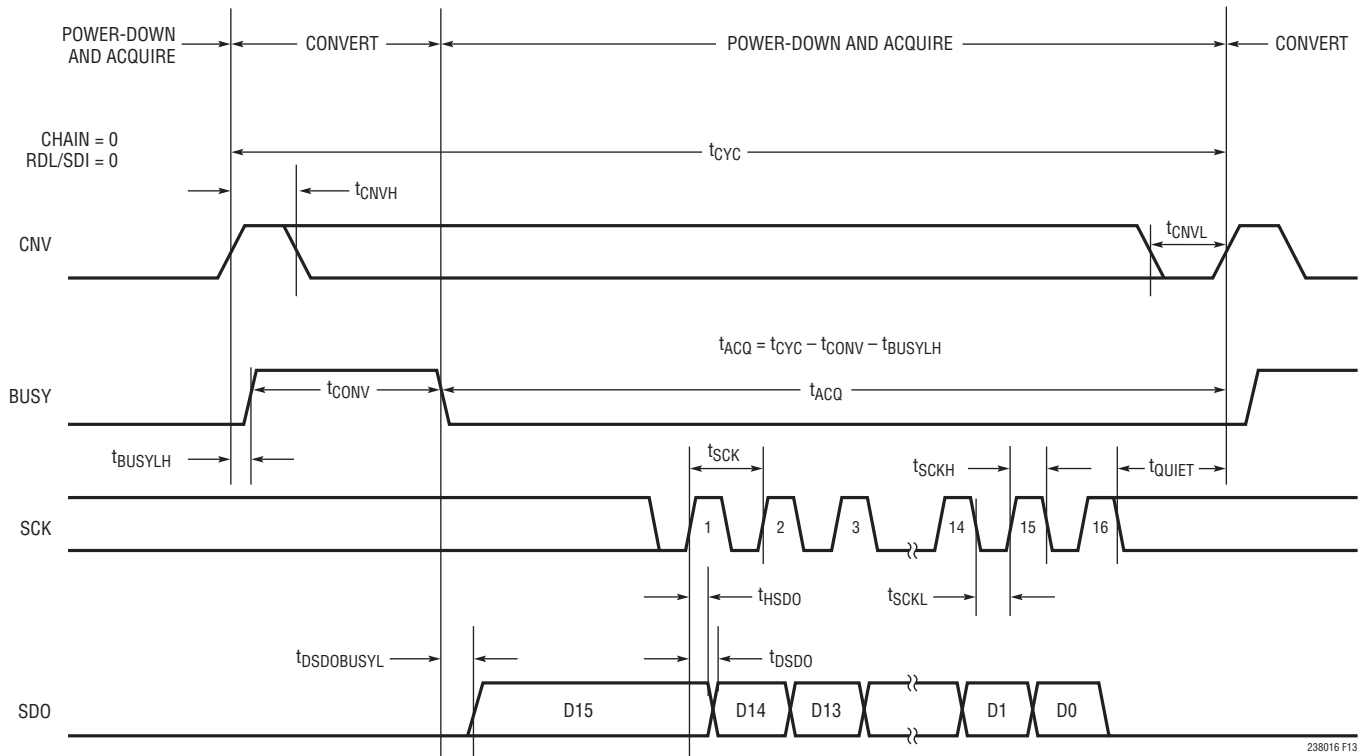 POWER-DOWN
AND ACQUIRE
CONVERT
POWER-DOWN AND ACQUIRE
CONVERT
CHAIN = 0
RDL/SDI = 0
tCYC
tCNVH
CNV
tCNVL
tACQ = tCYC – tCONV – tBUSYLH
BUSY
tCONV
tACQ
tBUSYLH
tSCK
tSCKH
tQUIET
SCK
1
2
3
14
15
16
tHSDO
tSCKL
tDSDOBUSYL
tDSDO
SDO
D15
D14
D13
D1
D0
238016 F13